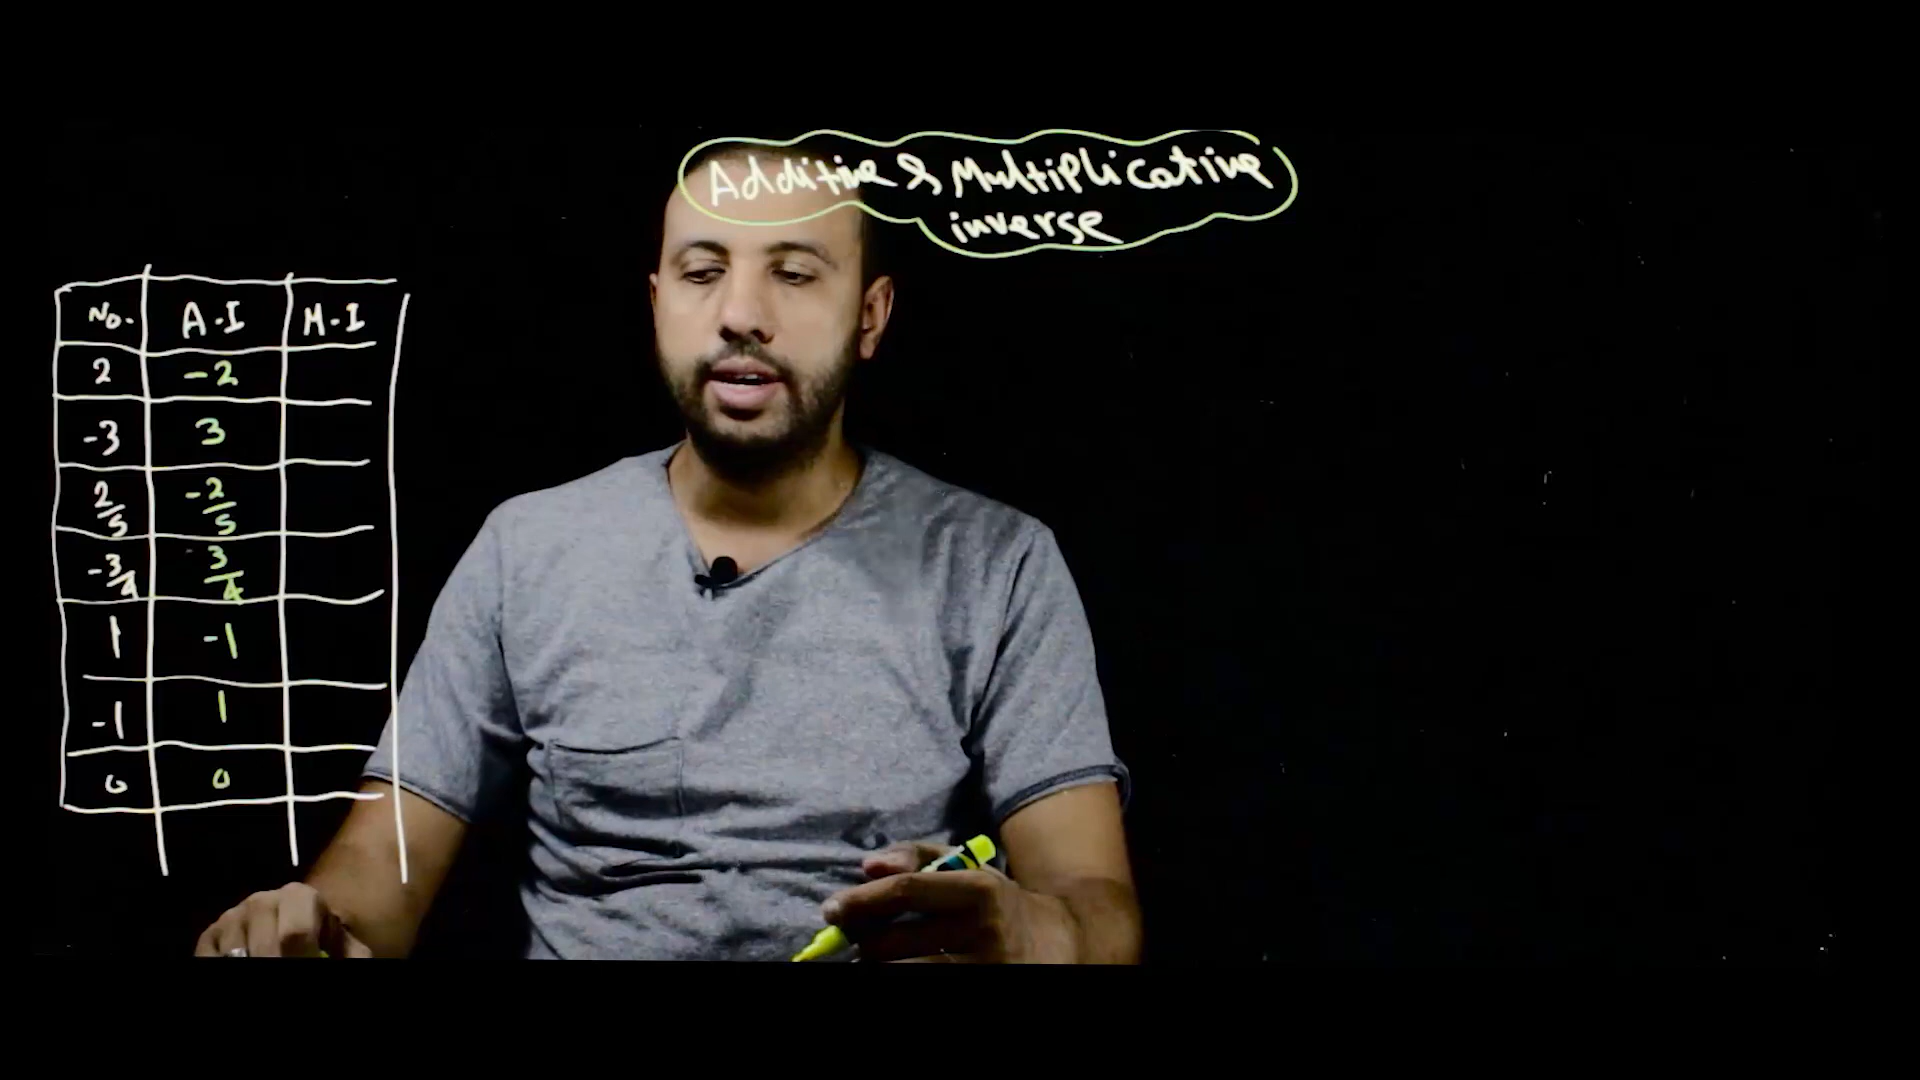 Additive & Multiplicative
inverse
No. A.I M.I
2 -2
-3 3
2/5 -2/5
-3/4 3/4
1 -1
-1 1
0 0